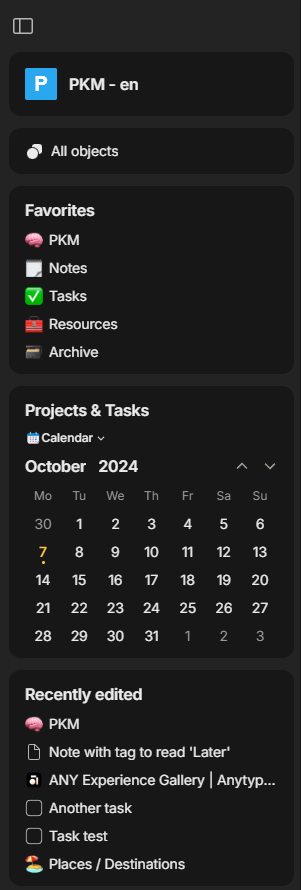 P PKM - en
All objects
Favorites
PKM
Notes
Tasks
Resources
Archive
Projects & Tasks
Calendar
October 2024
Mo Tu We Th Fr Sa Su
30 1 2 3 4 5 6
7 8 9 10 11 12 13
14 15 16 17 18 19 20
21 22 23 24 25 26 27
28 29 30 31 1 2 3
Recently edited
PKM
Note with tag to read 'Later'
a ANY Experience Gallery | Anytyp...
Another task
Task test
Places / Destinations